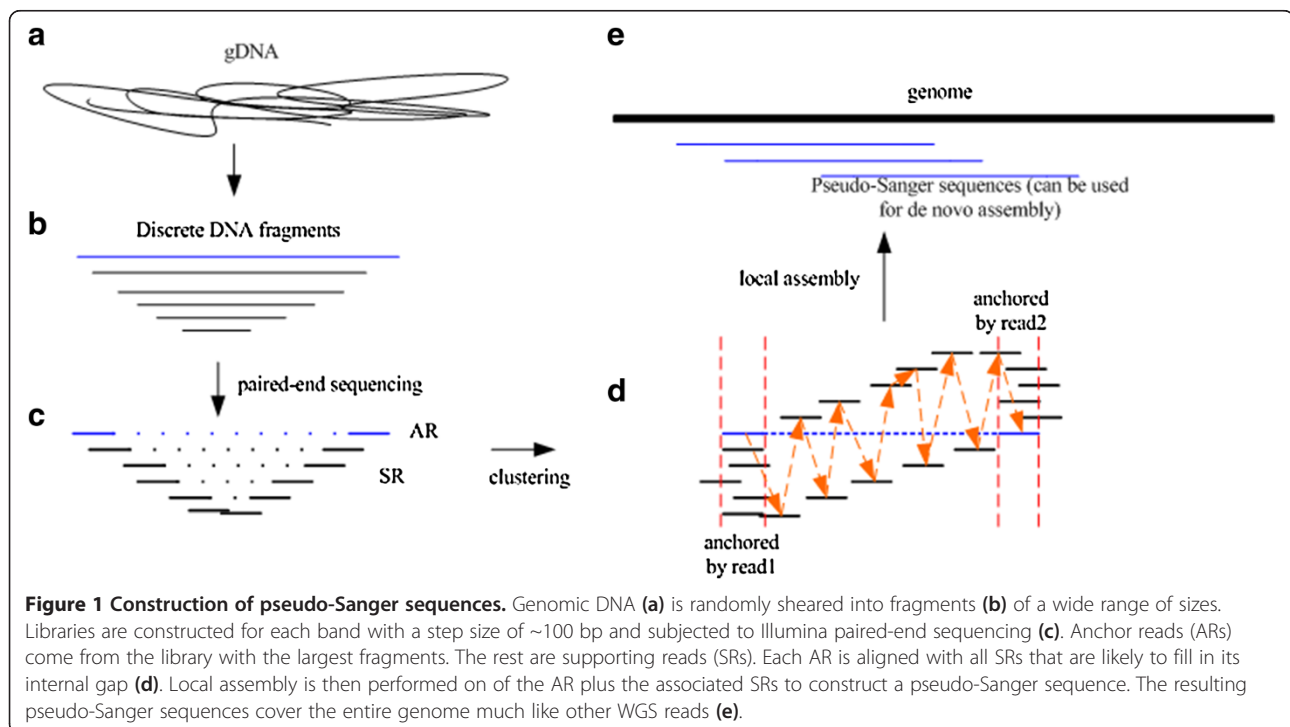 a
gDNA
b
Discrete DNA fragments
paired-end sequencing
c
AR
SR
clustering
e
genome
Pseudo-Sanger sequences (can be used
for de novo assembly)
local assembly
anchored
by read2
d
anchored
by read1
Figure 1 Construction of pseudo-Sanger sequences. Genomic DNA (a) is randomly sheared into fragments (b) of a wide range of sizes.
Libraries are constructed for each band with a step size of ~100 bp and subjected to Illumina paired-end sequencing (c). Anchor reads (ARs)
come from the library with the largest fragments. The rest are supporting reads (SRs). Each AR is aligned with all SRs that are likely to fill in its
internal gap (d). Local assembly is then performed on of the AR plus the associated SRs to construct a pseudo-Sanger sequence. The resulting
pseudo-Sanger sequences cover the entire genome much like other WGS reads (e).